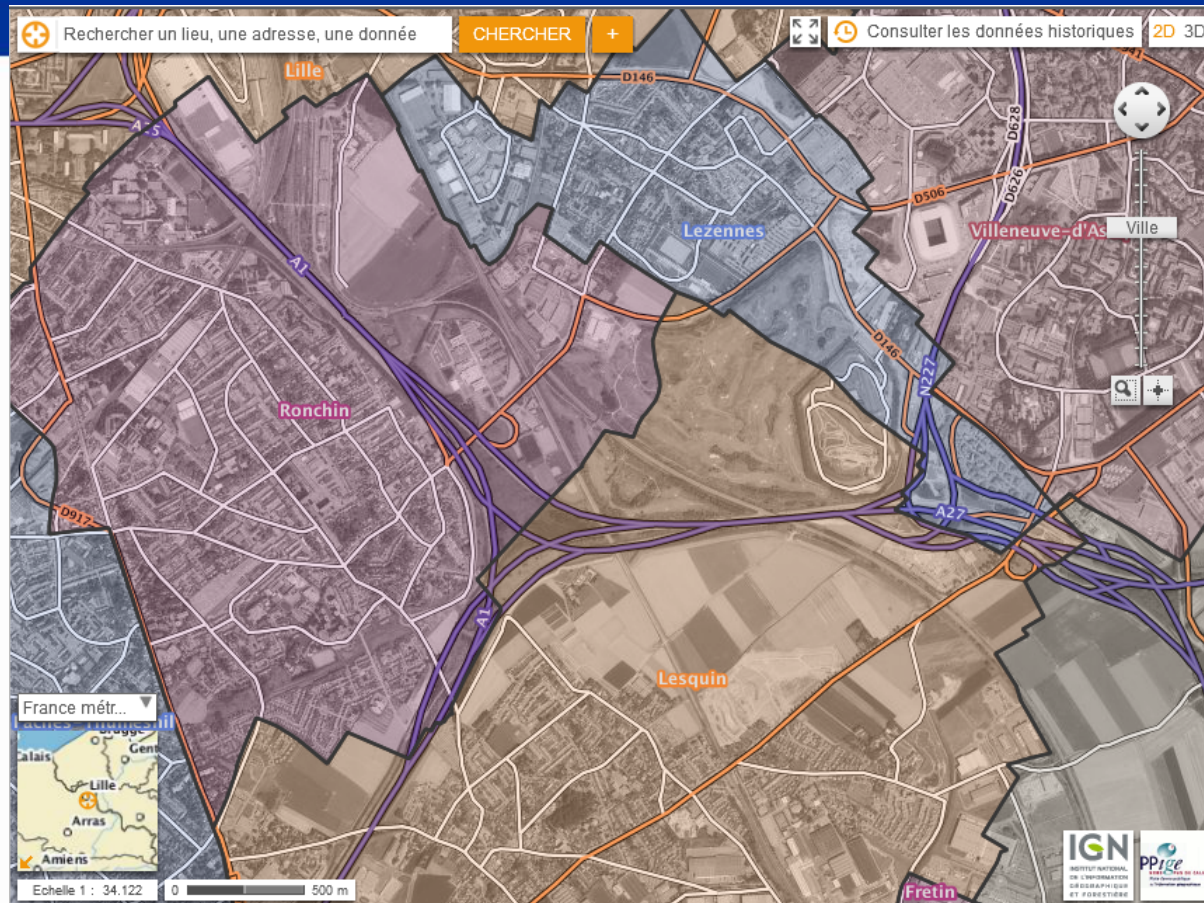 Rechercher un lieu, une adresse, une donnée
CHERCHER
+
Consulter les données historiques
2D 3D
Lille
D146
D628
D626
D506
A1
Lezennes
Villeneuve-d'As
Ville
D146
N227
Ronchin
D917
A27
A1
Lesquin
France métr...
Calais
Brugge
Gent
Lille
Arras
Amiens
Echelle 1 : 34.122
0 500 m
Fretin
IGN
INSTITUT NATIONAL
DE L'INFORMATION
GÉOGRAPHIQUE
ET FORESTIÈRE
PPige